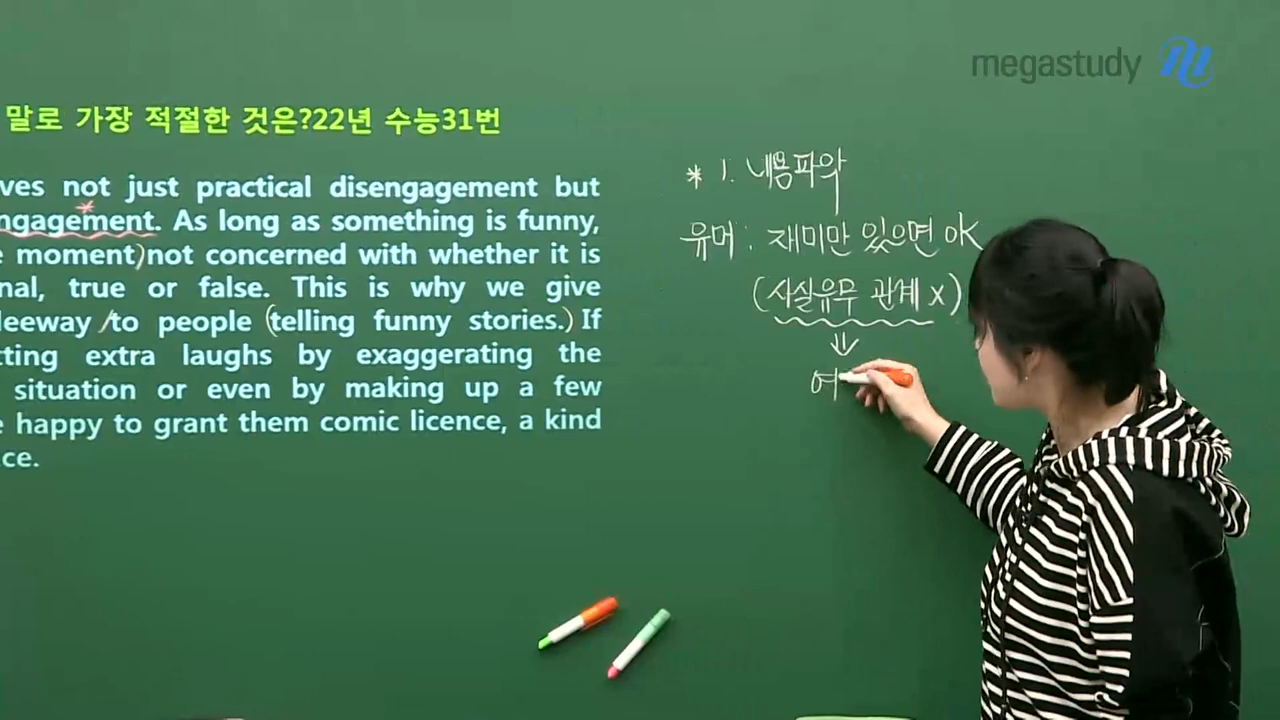 megastudy
말로 가장 적절한 것은?22년 수능31번
ves not just practical disengagement but
ngagement. As long as something is funny,
e moment) not concerned with whether it is
nal, true or false. This is why we give
leeway / to people (telling funny stories.) If
tting extra laughs by exaggerating the
situation or even by making up a few
e happy to grant them comic licence, a kind
ce.
* 1. 내용파악
유머 : 재미만 있으면 OK
(사실유무 관계 X)
⇓
여